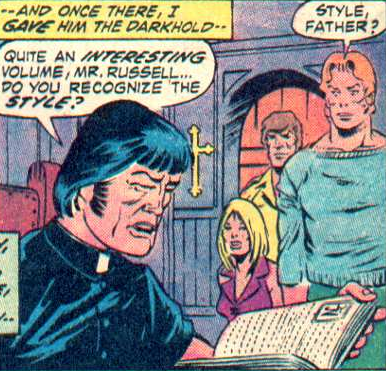 --AND ONCE THERE, I
GAVE HIM THE DARKHOLD--
QUITE AN INTERESTING
VOLUME, MR. RUSSELL...
DO YOU RECOGNIZE THE
STYLE?
STYLE,
FATHER?